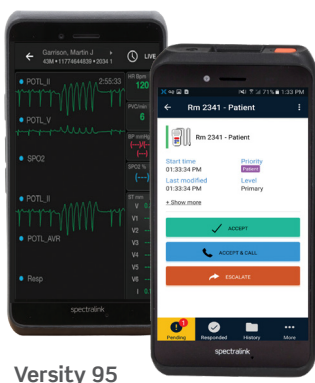 Garrison, Martin J
43M • 11774644839 • 2034 1
LIVE
POTL_II
2:55:33
HR Bpm
120
PVC/min
6
POTL_V
BP mmHg
(--)/(--)
(--)
SPO2
SPO2 %
(---)
ST mm
POTL_II
V
V1
V2
POTL_AVR
V3
V4
V5
Resp
V6
I
spectralink
71% 1:33 PM
Rm 2341 - Patient
Rm 2341 - Patient
Start time
Priority
01:33:34 PM
Patient
Last modified
Level
01:33:34 PM
Primary
+ Show more
ACCEPT
ACCEPT & CALL
ESCALATE
1
Pending
Responded
History
More
spectralink
Versity 95